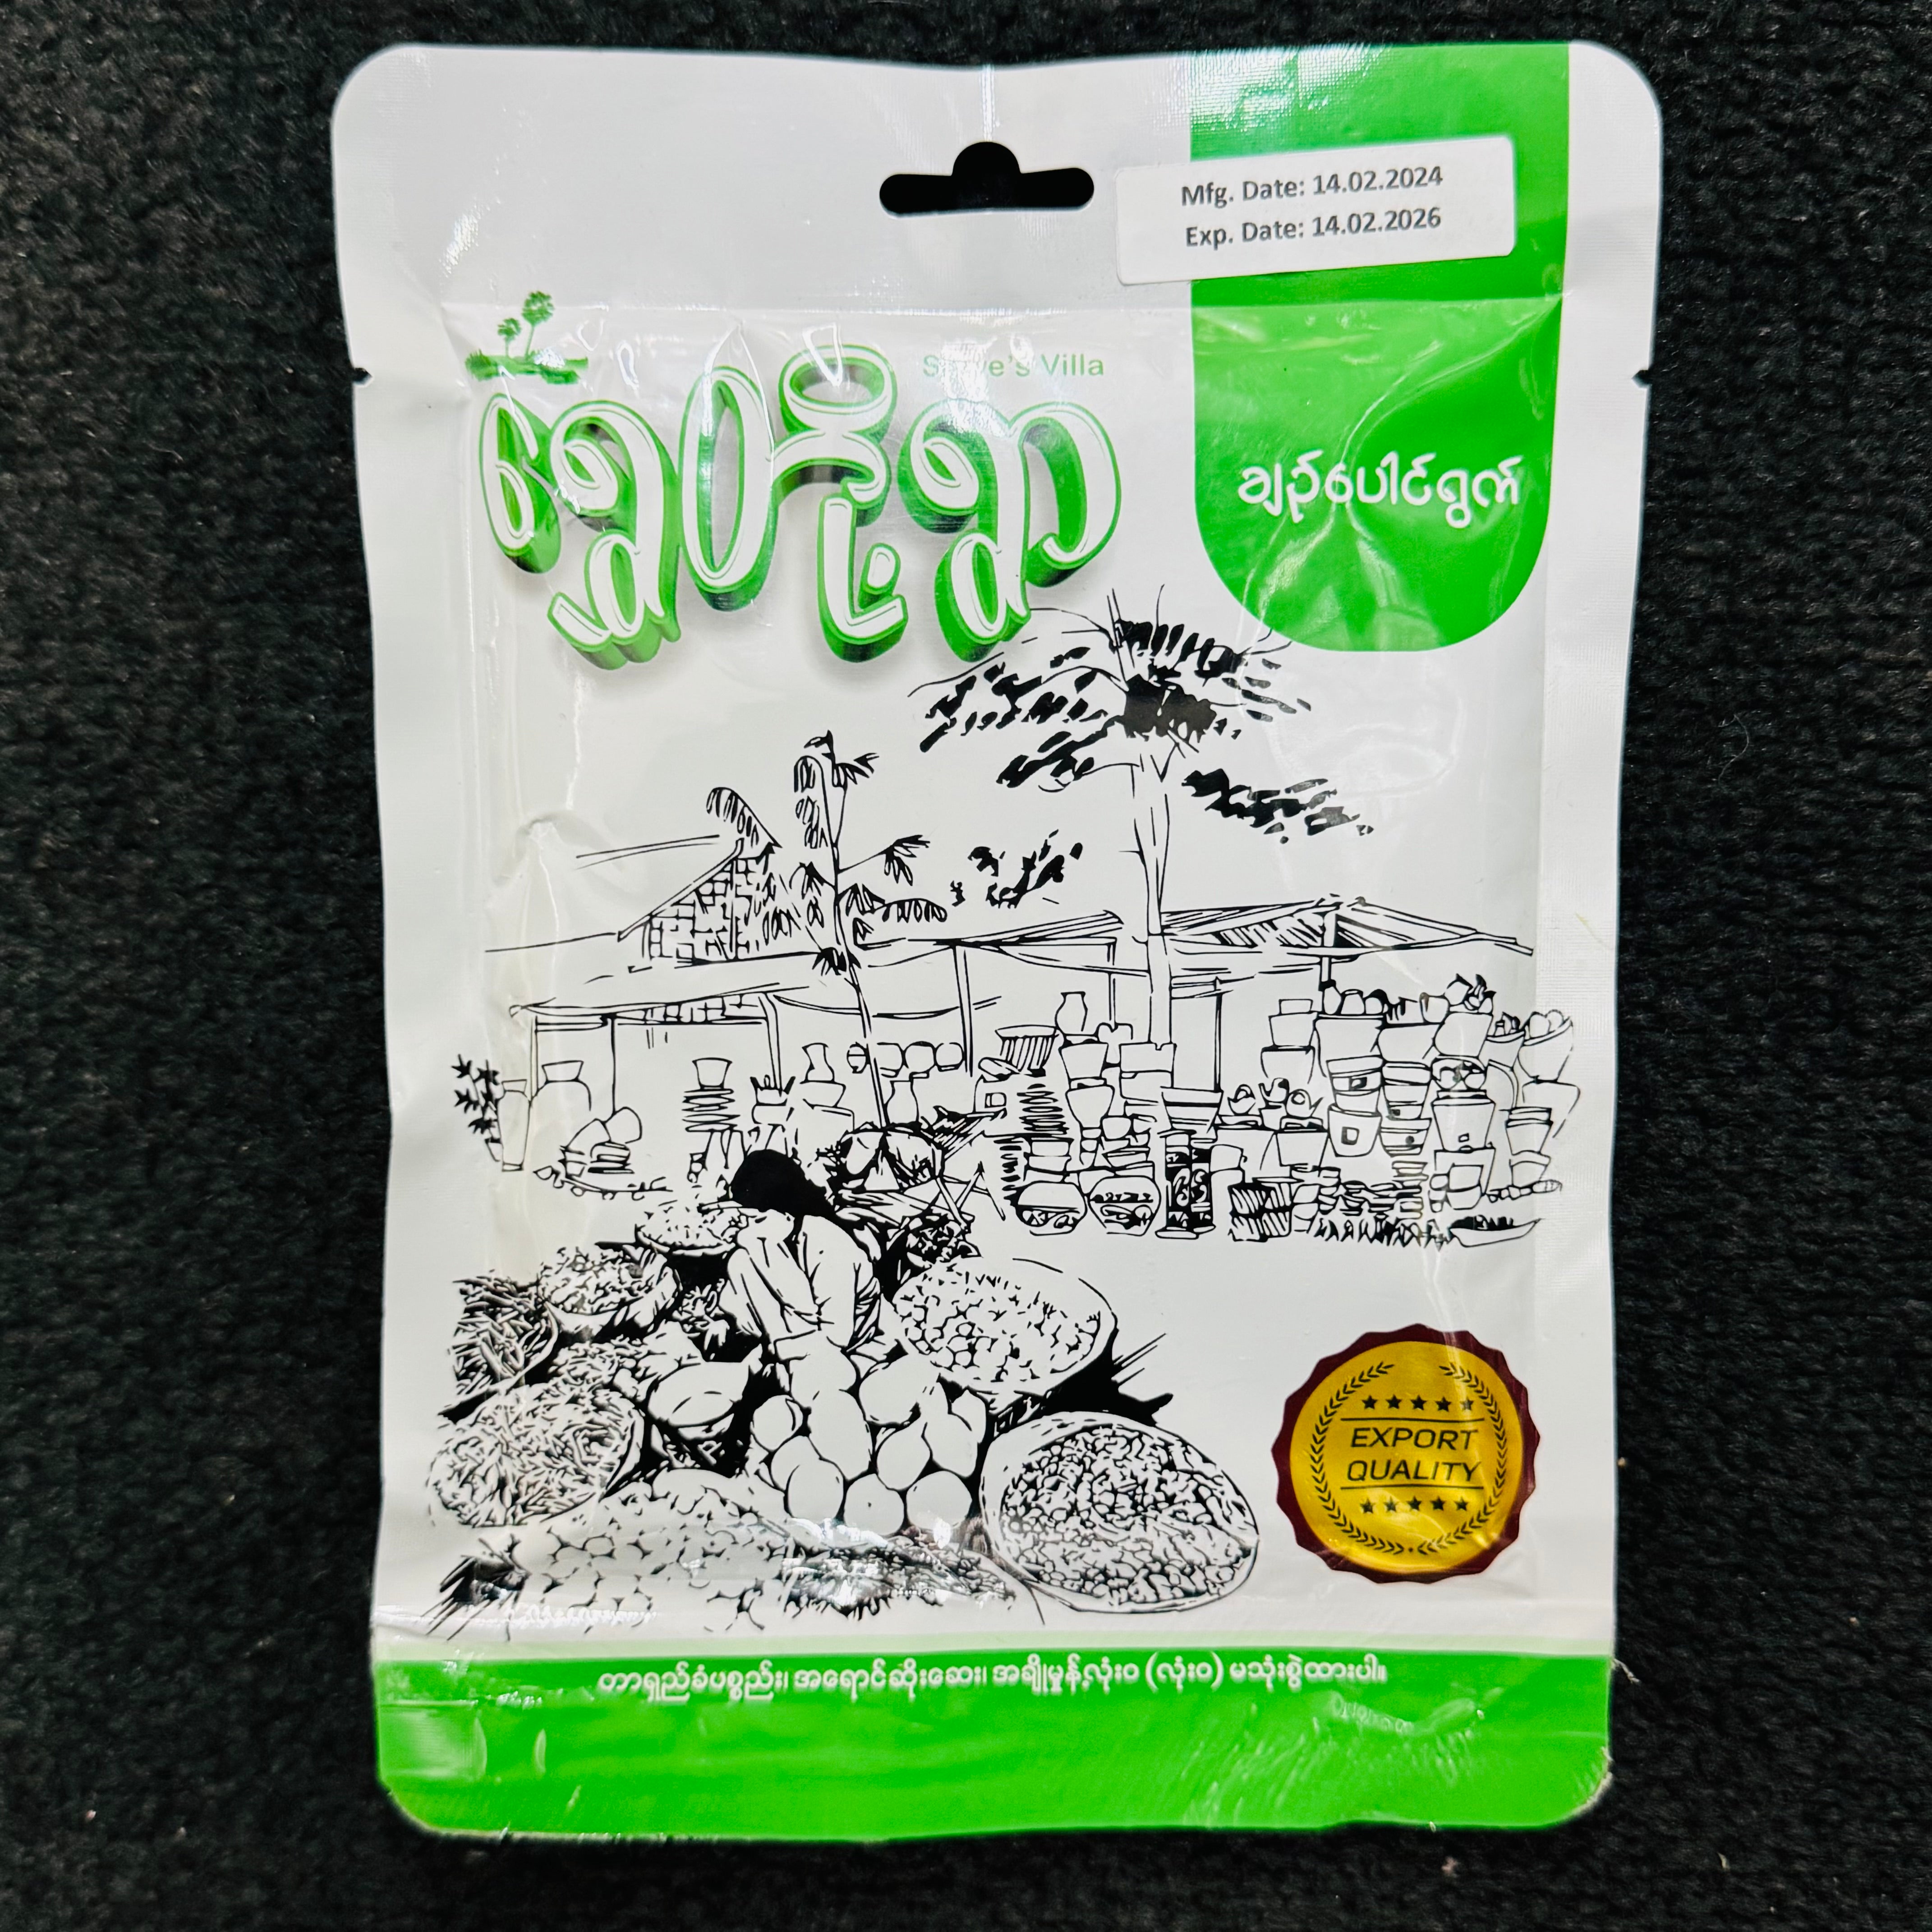 Mfg. Date: 14.02.2024
Exp. Date: 14.02.2026
Villa
ရွှေတို့ရွာ
ချဉ်ပေါင်ရွက်
EXPORT
QUALITY
တာရှည်ခံပစ္စည်း၊ အရောင်ဆိုးဆေး၊ အချိုမှုန့်လုံးဝ (လုံးဝ) မသုံးစွဲထားပါ။